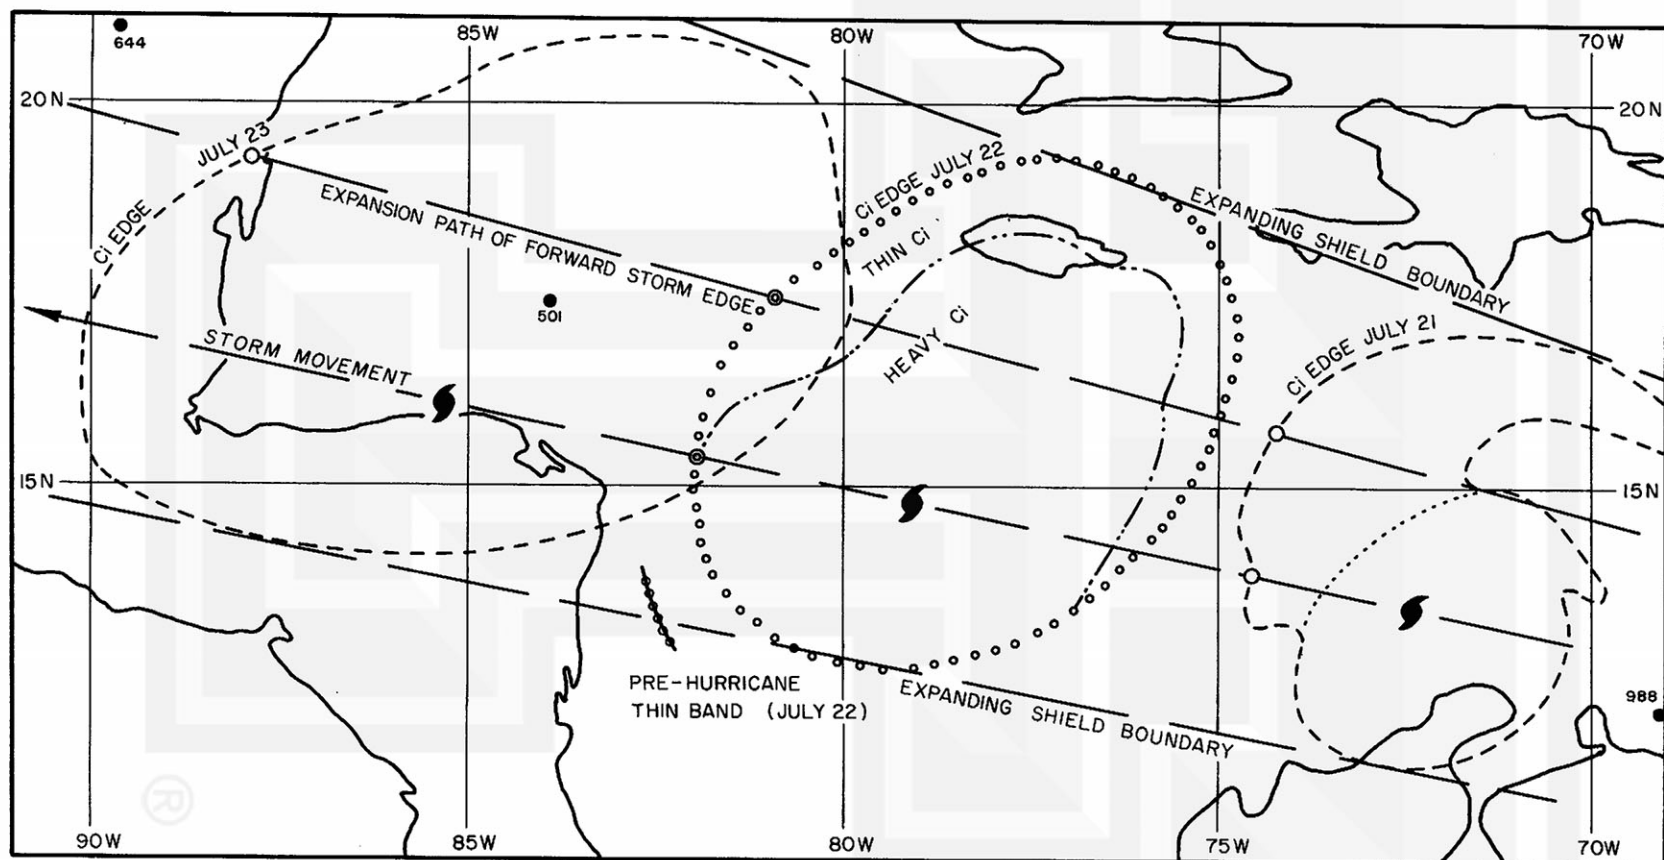 644
85W
80W
70W
20N
20N
JULY 23
Ci EDGE
EXPANSION PATH OF FORWARD STORM EDGE
Ci EDGE JULY 22
THIN Ci
HEAVY Ci
EXPANDING SHIELD BOUNDARY
501
STORM MOVEMENT
Ci EDGE JULY 21
15N
15N
PRE-HURRICANE
THIN BAND (JULY 22)
EXPANDING SHIELD BOUNDARY
988
90W
85W
80W
75W
70W
®